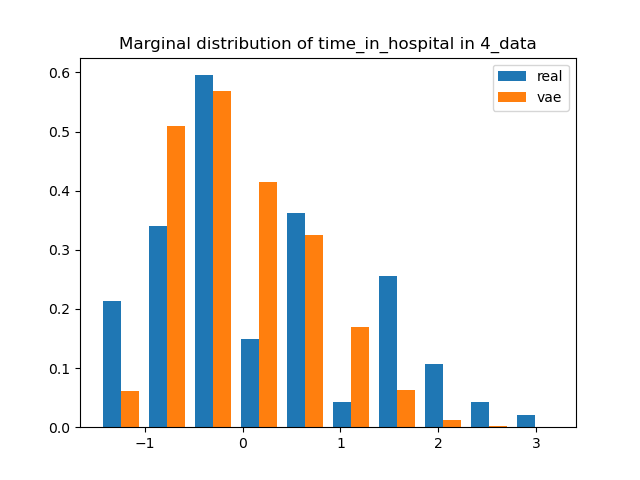 Marginal distribution of time_in_hospital in 4_data
real
vae
0.6
0.5
0.4
0.3
0.2
0.1
0.0
−1 0 1 2 3